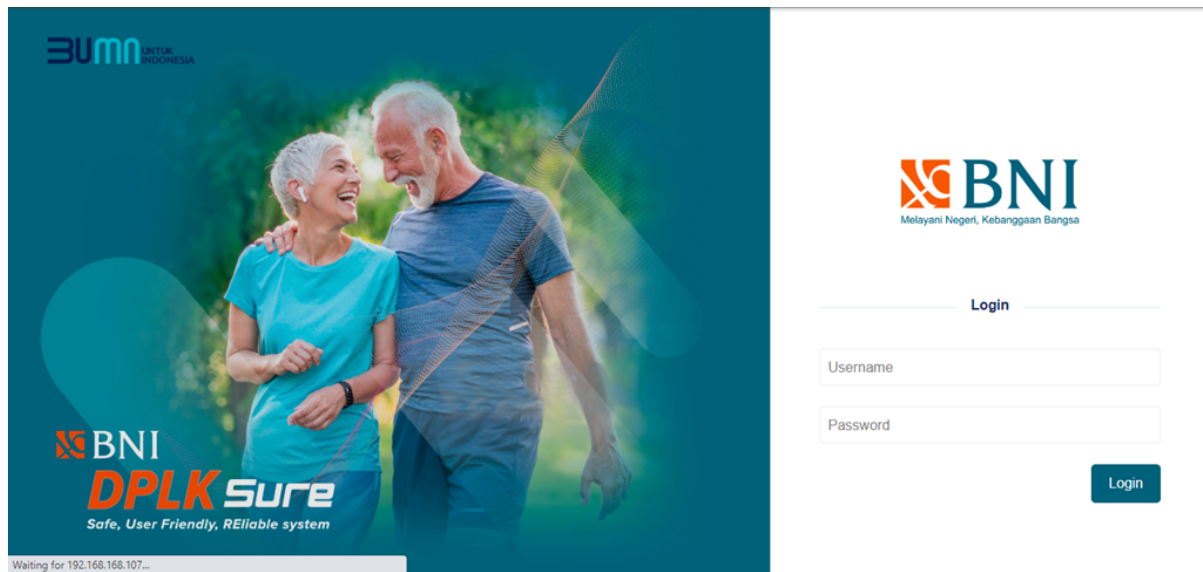 BUMN UNTUK
INDONESIA
BNI
DPLK Sure
Safe, User Friendly, REliable system
BNI
Melayani Negeri, Kebanggaan Bangsa
Login
Username
Password
Login
Waiting for 192.168.168.107...